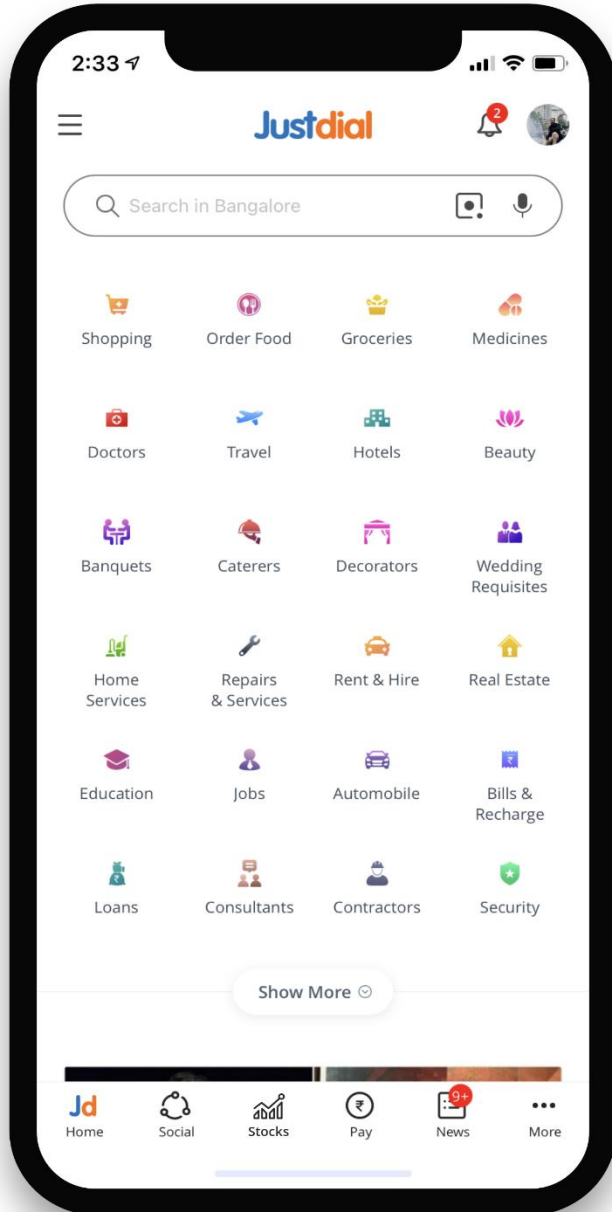 2:33
Justdial
2
Search in Bangalore
Shopping
Order Food
Groceries
Medicines
Doctors
Travel
Hotels
Beauty
Banquets
Caterers
Decorators
Wedding
Requisites
Home
Services
Repairs
& Services
Rent & Hire
Real Estate
Education
Jobs
Automobile
₹
Bills &
Recharge
₹
Loans
Consultants
Contractors
Security
Show More
Jd
Home
Social
Stocks
₹
Pay
9+
News
More